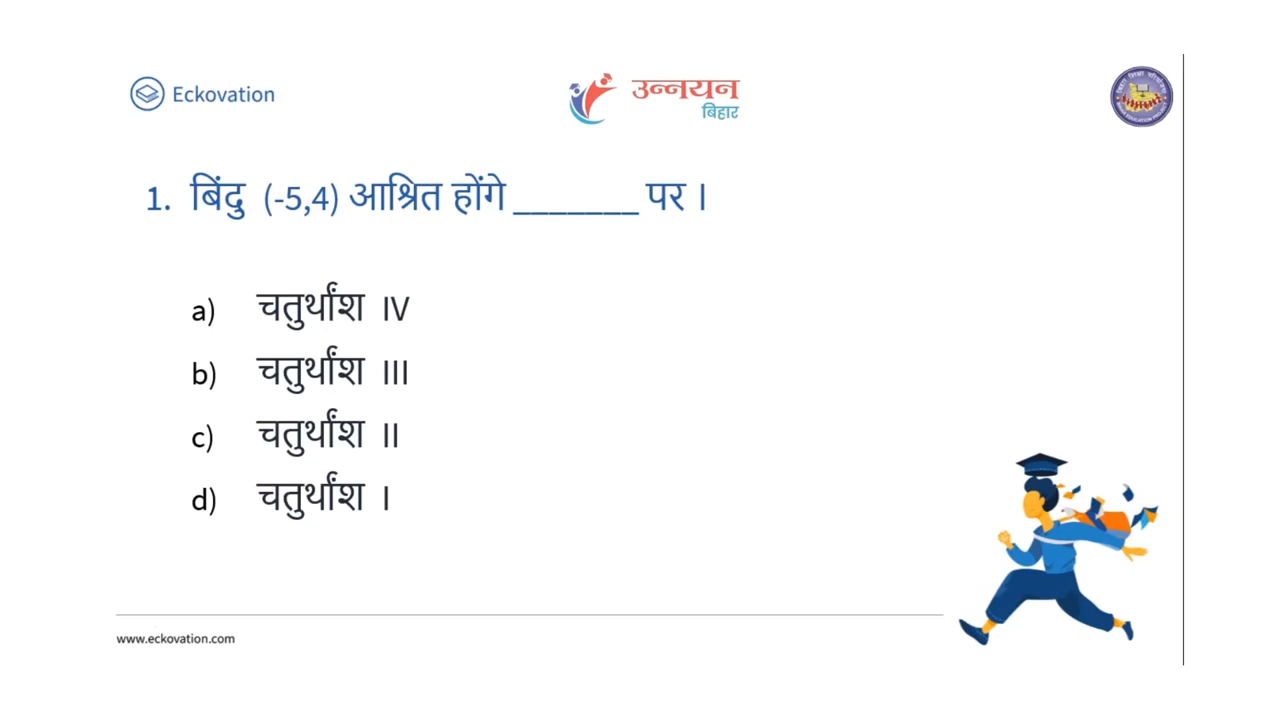 Eckovation
उन्नयन
बिहार
1. बिंदु (-5,4) आश्रित होंगे _______ पर ।
a) चतुर्थांश IV
b) चतुर्थांश III
c) चतुर्थांश II
d) चतुर्थांश I
www.eckovation.com